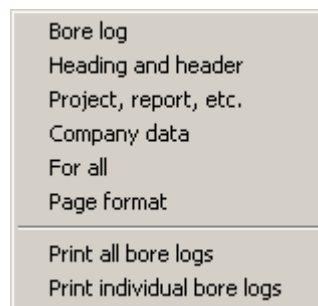 Bore log
Heading and header
Project, report, etc.
Company data
For all
Page format
Print all bore logs
Print individual bore logs